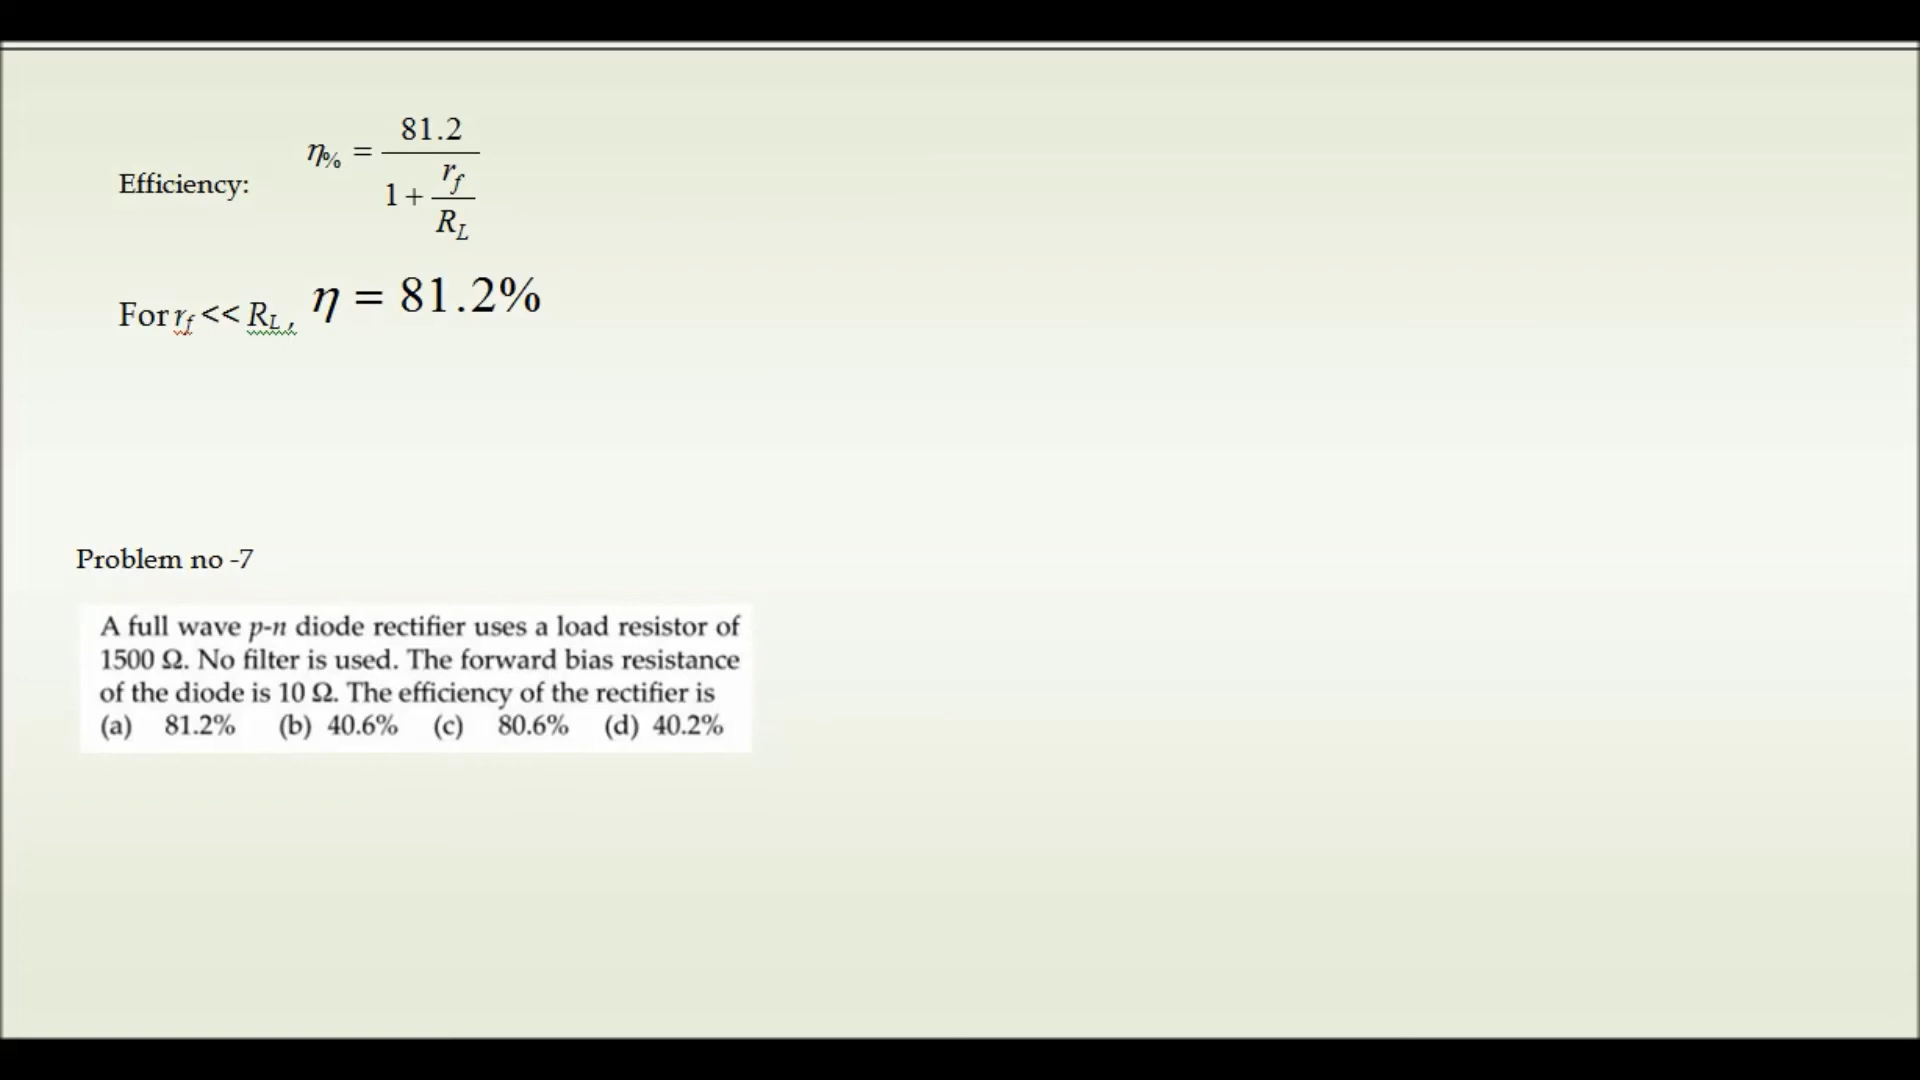 Efficiency: η% = 81.2 / (1 + r_f / R_L)
For r_f << R_L, η = 81.2%
Problem no -7
A full wave p-n diode rectifier uses a load resistor of
1500 Ω. No filter is used. The forward bias resistance
of the diode is 10 Ω. The efficiency of the rectifier is
(a) 81.2% (b) 40.6% (c) 80.6% (d) 40.2%